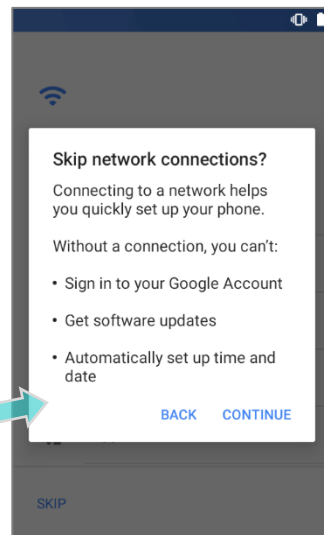 Skip network connections?
Connecting to a network helps
you quickly set up your phone.
Without a connection, you can't:
• Sign in to your Google Account
• Get software updates
• Automatically set up time and
date
BACK CONTINUE
SKIP